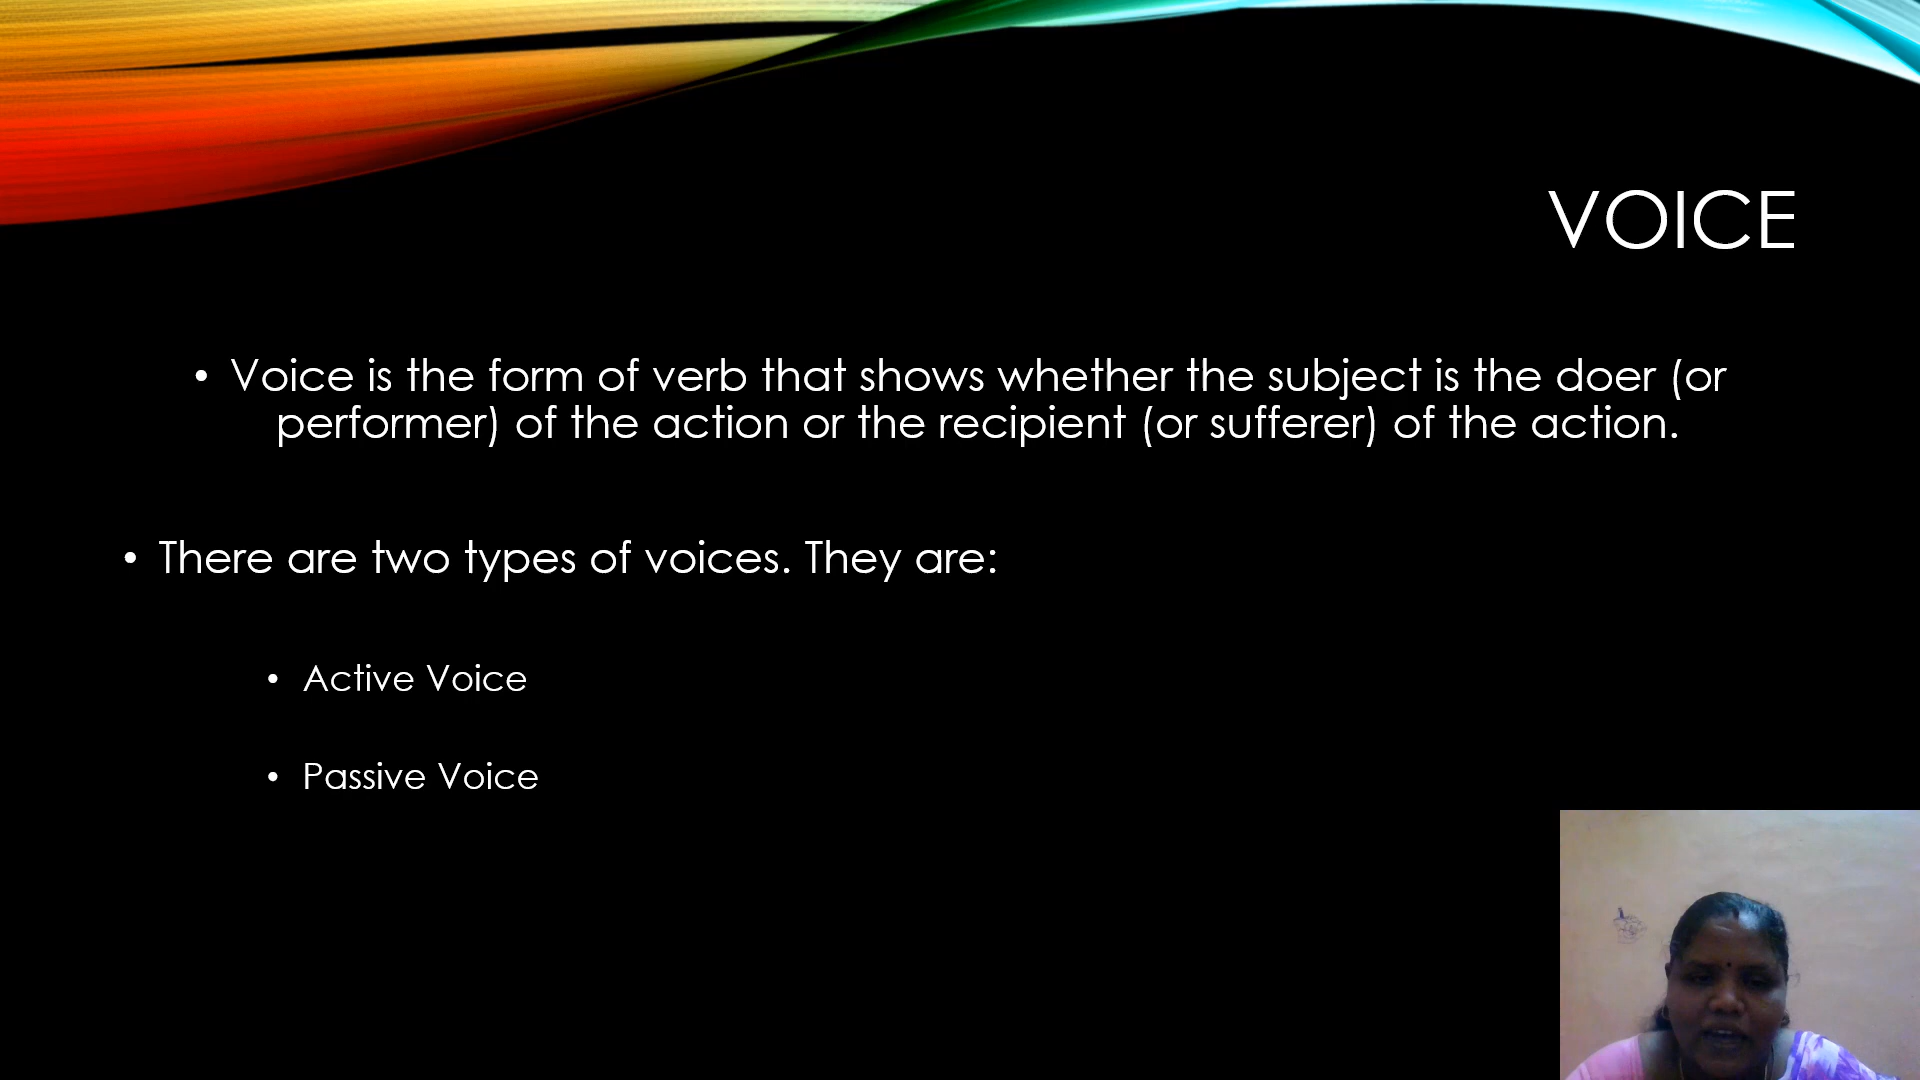 VOICE
• Voice is the form of verb that shows whether the subject is the doer (or
performer) of the action or the recipient (or sufferer) of the action.
• There are two types of voices. They are:
• Active Voice
• Passive Voice